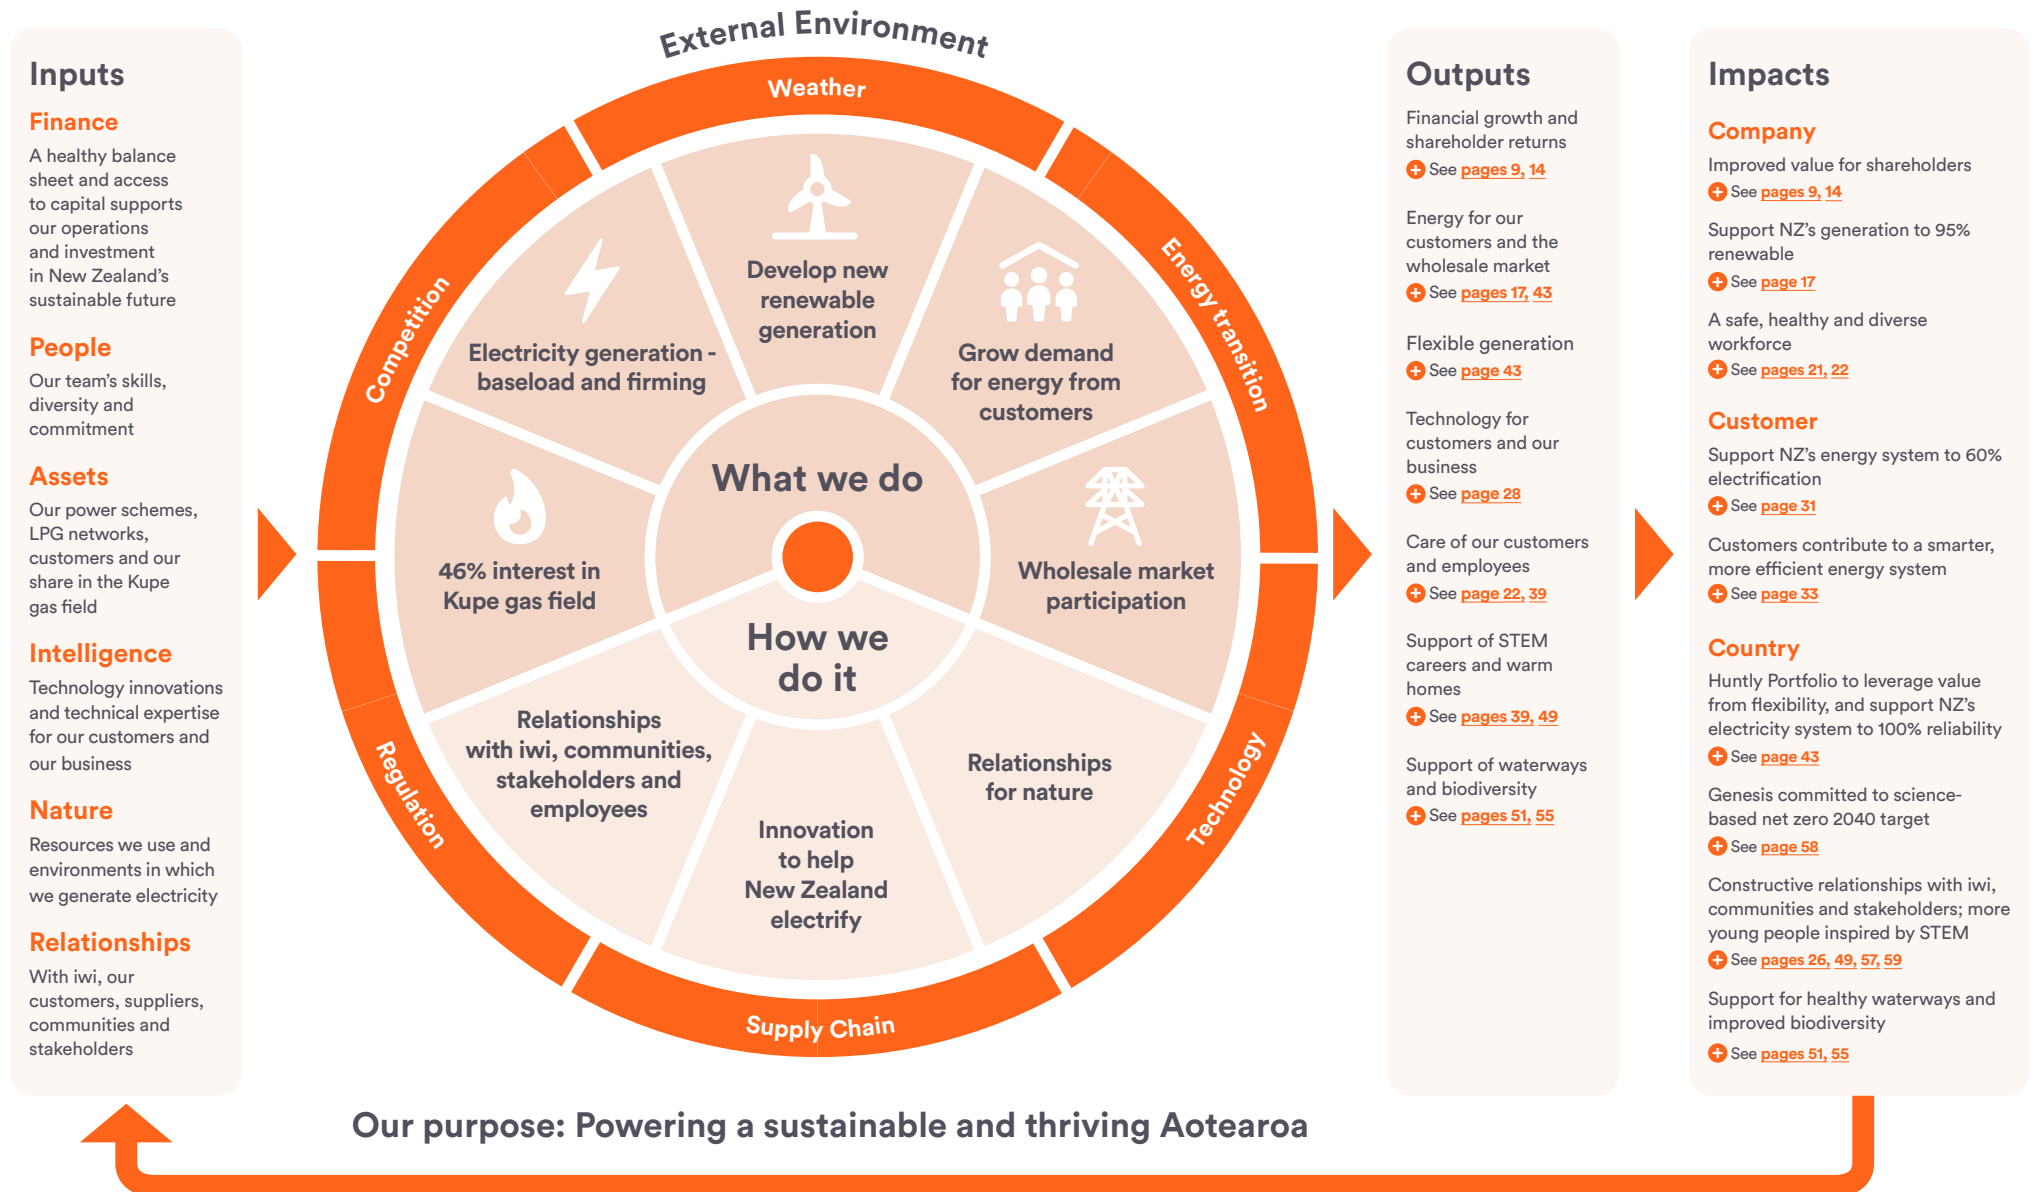 Inputs
Finance
A healthy balance
sheet and access
to capital supports
our operations
and investment
in New Zealand's
sustainable future
People
Our team's skills,
diversity and
commitment
Assets
Our power schemes,
LPG networks,
customers and our
share in the Kupe
gas field
Intelligence
Technology innovations
and technical expertise
for our customers and
our business
Nature
Resources we use and
environments in which
we generate electricity
Relationships
With iwi, our
customers, suppliers,
communities and
stakeholders
External Environment
Weather
Energy transition
Technology
Supply Chain
Regulation
Competition
Develop new
renewable
generation
Electricity generation -
baseload and firming
Grow demand
for energy from
customers
46% interest in
Kupe gas field
Wholesale market
participation
What we do
How we
do it
Relationships
with iwi, communities,
stakeholders and
employees
Innovation
to help
New Zealand
electrify
Relationships
for nature
Outputs
Financial growth and
shareholder returns
See pages 9, 14
Energy for our
customers and the
wholesale market
See pages 17, 43
Flexible generation
See page 43
Technology for
customers and our
business
See page 28
Care of our customers
and employees
See page 22, 39
Support of STEM
careers and warm
homes
See pages 39, 49
Support of waterways
and biodiversity
See pages 51, 55
Impacts
Company
Improved value for shareholders
See pages 9, 14
Support NZ's generation to 95%
renewable
See page 17
A safe, healthy and diverse
workforce
See pages 21, 22
Customer
Support NZ's energy system to 60%
electrification
See page 31
Customers contribute to a smarter,
more efficient energy system
See page 33
Country
Huntly Portfolio to leverage value
from flexibility, and support NZ's
electricity system to 100% reliability
See page 43
Genesis committed to science-
based net zero 2040 target
See page 58
Constructive relationships with iwi,
communities and stakeholders; more
young people inspired by STEM
See pages 26, 49, 57, 59
Support for healthy waterways and
improved biodiversity
See pages 51, 55
Our purpose: Powering a sustainable and thriving Aotearoa